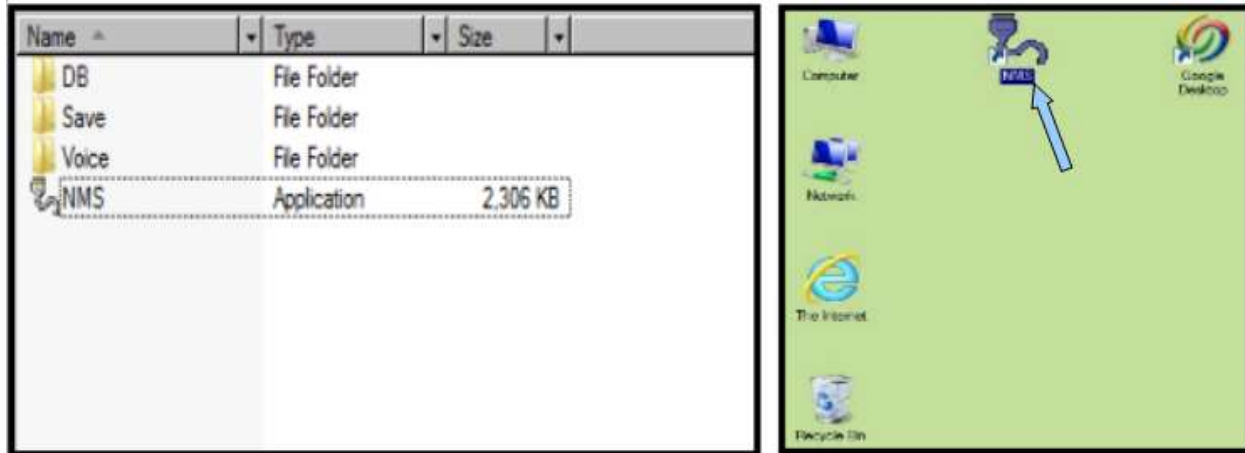 Name Type Size
DB File Folder
Save File Folder
Voice File Folder
NMS Application 2,306 KB
Computer
NMS
Google
Desktop
Network
The Internet
Recycle Bin